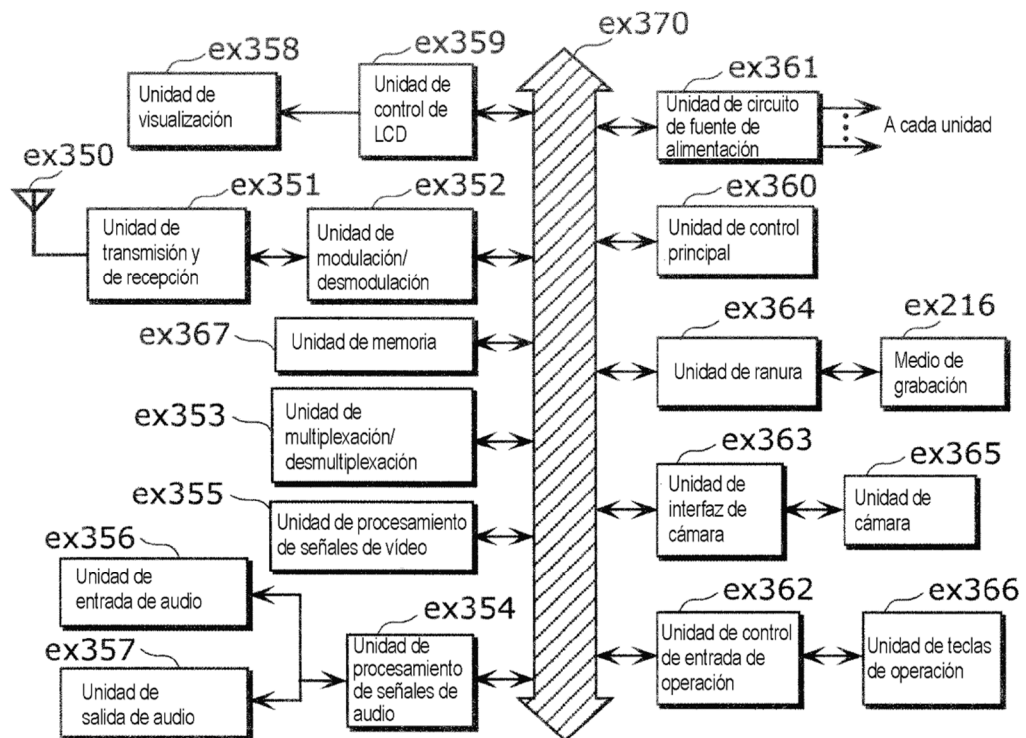 ex370
ex358
ex359
Unidad de
visualización
Unidad de
control de
LCD
ex361
Unidad de circuito
de fuente de
alimentación
A cada unidad
ex350
ex351
ex352
Unidad de
transmisión y
de recepción
Unidad de
modulación/
desmodulación
ex360
Unidad de control
principal
ex367
Unidad de memoria
ex364
ex216
Unidad de ranura
Medio de
grabación
ex353
Unidad de
multiplexación/
desmultiplexación
ex363
ex365
Unidad de
interfaz de
cámara
Unidad de
cámara
ex355
Unidad de procesamiento
de señales de vídeo
ex356
Unidad de
entrada de audio
ex354
ex357
Unidad de
salida de audio
Unidad de
procesamiento
de señales de
audio
ex362
ex366
Unidad de control
de entrada de
operación
Unidad de teclas
de operación